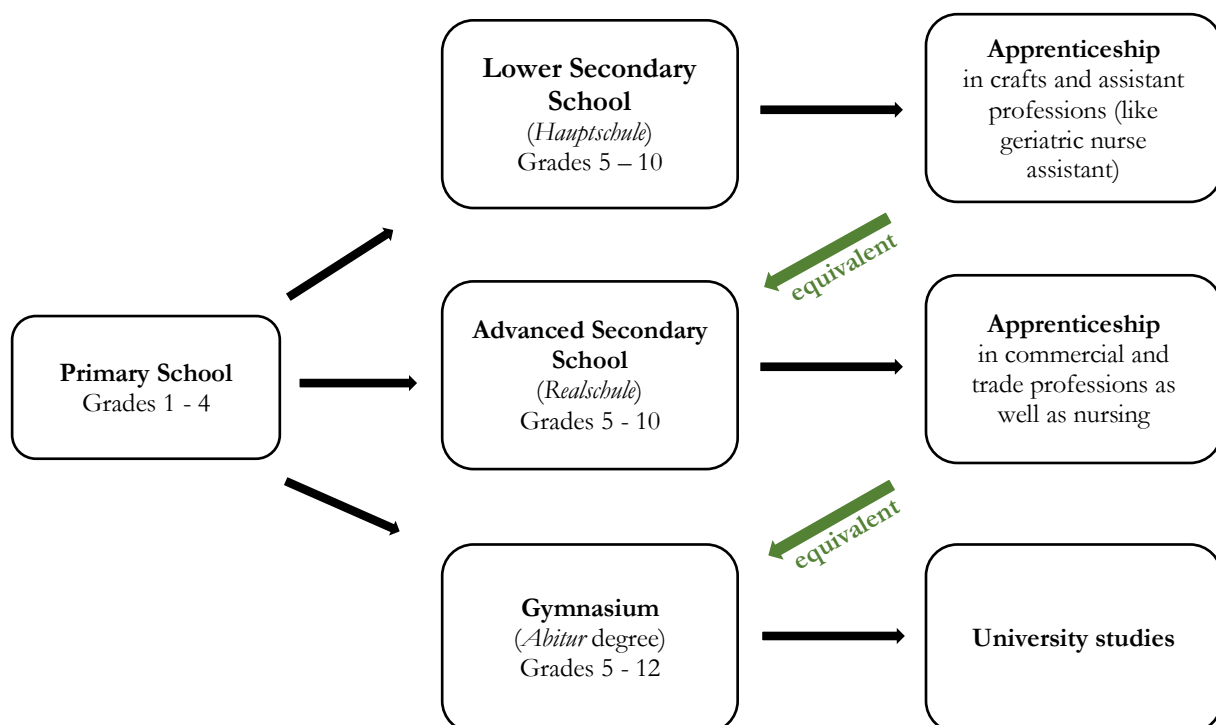 Lower Secondary
School
(Hauptschule)
Grades 5 – 10
Apprenticeship
in crafts and assistant
professions (like
geriatric nurse
assistant)
equivalent
Primary School
Grades 1 - 4
Advanced Secondary
School
(Realschule)
Grades 5 - 10
Apprenticeship
in commercial and
trade professions as
well as nursing
equivalent
Gymnasium
(Abitur degree)
Grades 5 - 12
University studies